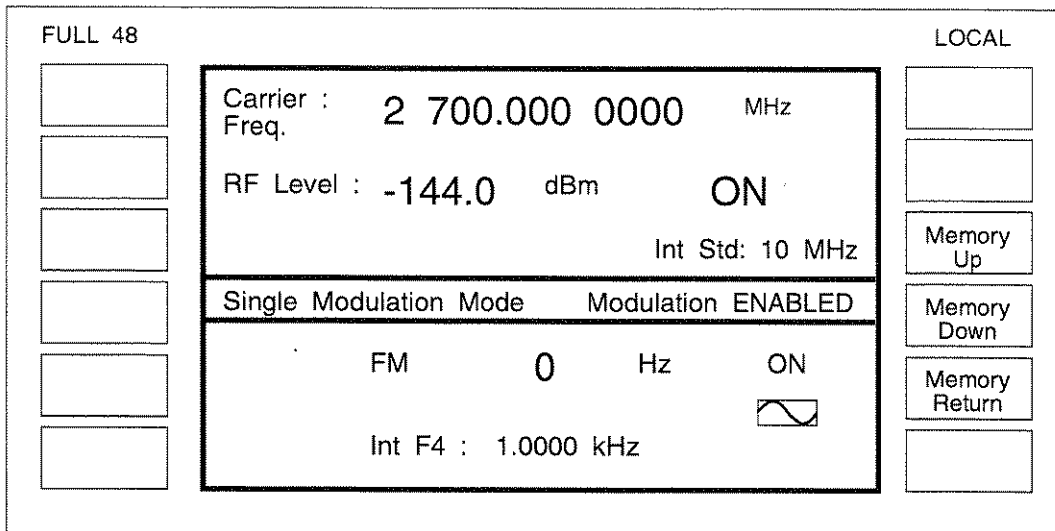 FULL 48
LOCAL
Carrier :
Freq.
2 700.000 0000 MHz
RF Level : -144.0 dBm ON
Int Std: 10 MHz
Single Modulation Mode Modulation ENABLED
FM 0 Hz ON
Int F4 : 1.0000 kHz
Memory
Up
Memory
Down
Memory
Return